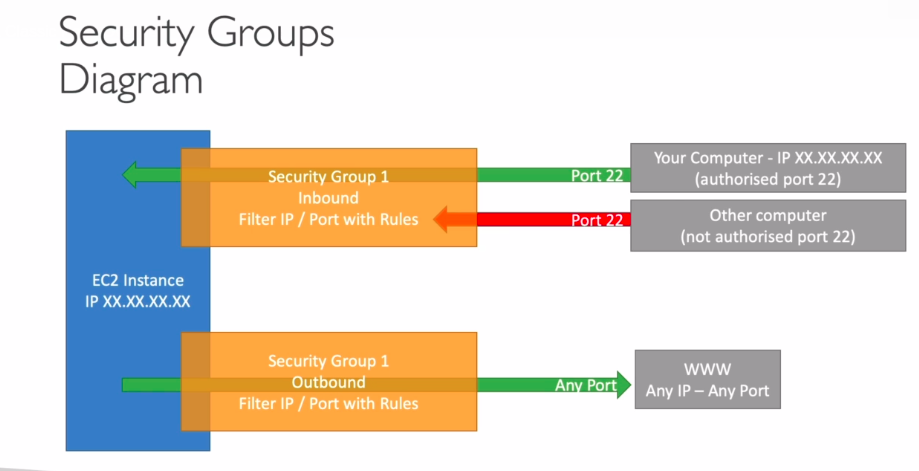 Security Groups
Diagram
Security Group 1
Inbound
Filter IP / Port with Rules
Port 22
Your Computer - IP XX.XX.XX.XX
(authorised port 22)
Port 22
Other computer
(not authorised port 22)
EC2 Instance
IP XX.XX.XX.XX
Security Group 1
Outbound
Filter IP / Port with Rules
Any Port
WWW
Any IP – Any Port